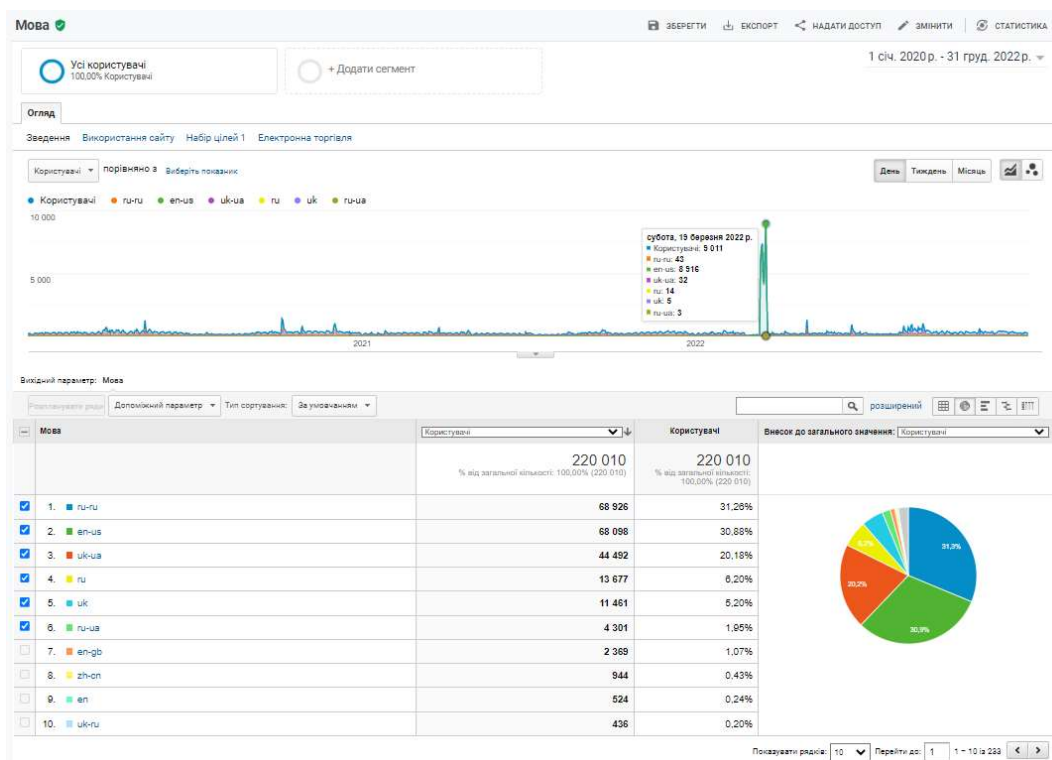 Мова
ЗБЕРЕГТИ ЕКСПОРТ НАДАТИ ДОСТУП ЗМІНИТИ СТАТИСТИКА
Усі користувачі
100,00% Користувачі
+ Додати сегмент
1 січ. 2020 р. - 31 груд. 2022 р.
Огляд
Зведення Використання сайту Набір цілей 1 Електронна торгівля
Користувачі порівняно з Виберіть показник
День Тиждень Місяць
Користувачі ru-ru en-us uk-ua ru uk ru-ua
10 000
5 000
субота, 19 березня 2022 р.
Користувачі: 9 011
ru-ru: 43
en-us: 8 916
uk-ua: 32
ru: 14
uk: 5
ru-ua: 3
2021 2022
Вихідний параметр: Мова
Допоміжний параметр Тип сортування: За умовчанням
розширений
Мова Користувачі Користувачі Внесок до загального значення: Користувачі
220 010 220 010
% від загальної кількості: 100,00% (220 010) % від загальної кількості:
100,00% (220 010)
1. ru-ru 68 926 31,26%
2. en-us 68 098 30,88%
3. uk-ua 44 492 20,18%
4. ru 13 677 6,20%
5. uk 11 461 5,20%
6. ru-ua 4 301 1,95%
7. en-gb 2 369 1,07%
8. zh-cn 944 0,43%
9. en 524 0,24%
10. uk-ru 436 0,20%
31,3%
20,2%
30,9%
Показувати рядків: 10 Перейти до: 1 1 – 10 із 233